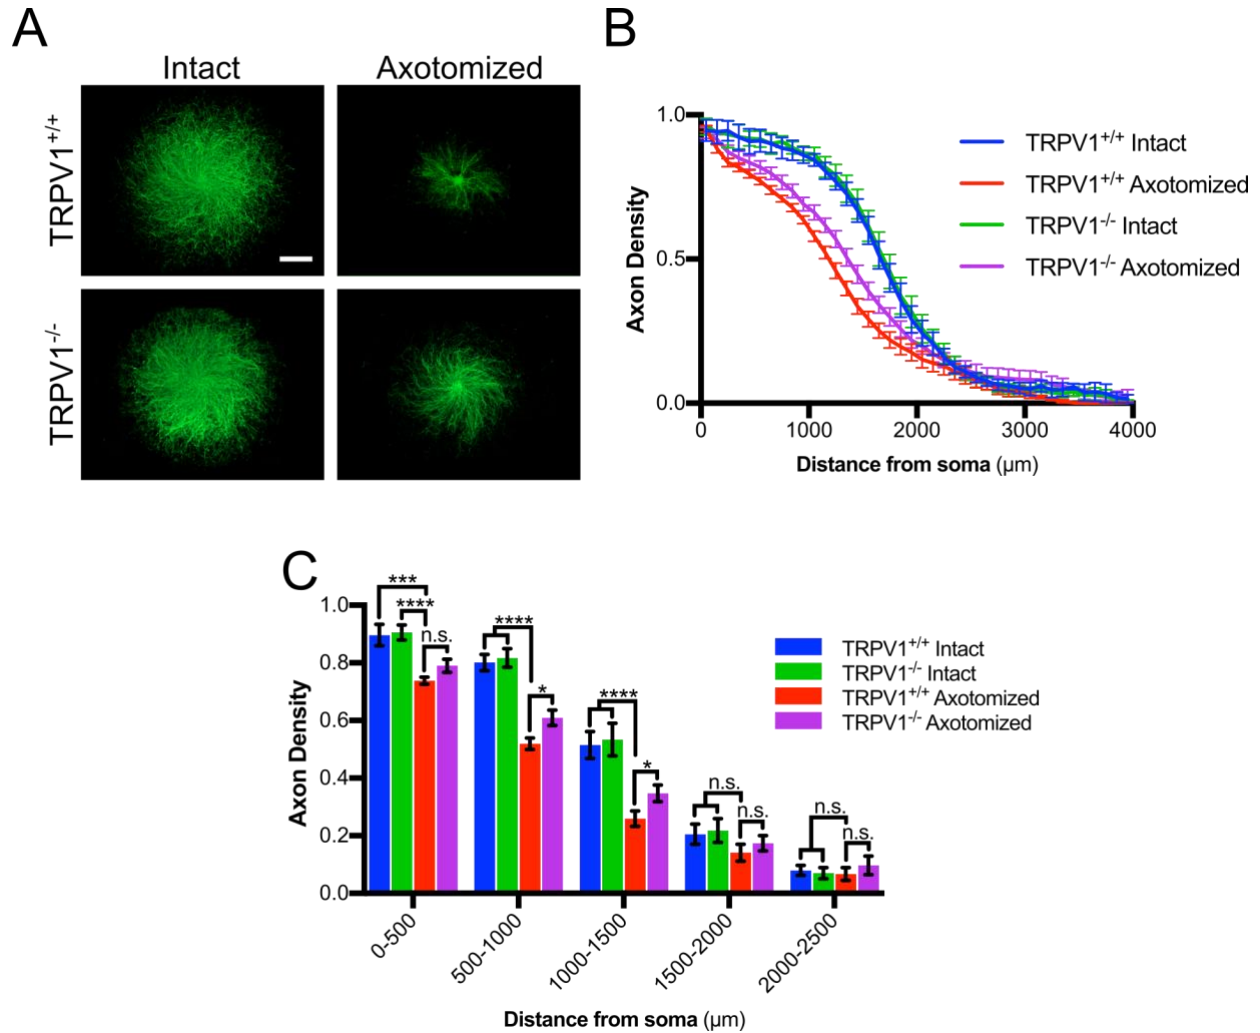 A
Intact Axotomized
TRPV1+/+
TRPV1-/-
B
1.0
0.5
0.0
Axon Density
0 1000 2000 3000 4000
Distance from soma (µm)
TRPV1+/+ Intact
TRPV1+/+ Axotomized
TRPV1-/- Intact
TRPV1-/- Axotomized
C
1.0
0.8
0.6
0.4
0.2
0.0
Axon Density
***
****
n.s.
****
*
****
*
n.s.
n.s.
n.s.
n.s.
TRPV1+/+ Intact
TRPV1-/- Intact
TRPV1+/+ Axotomized
TRPV1-/- Axotomized
0-500 500-1000 1000-1500 1500-2000 2000-2500
Distance from soma (µm)